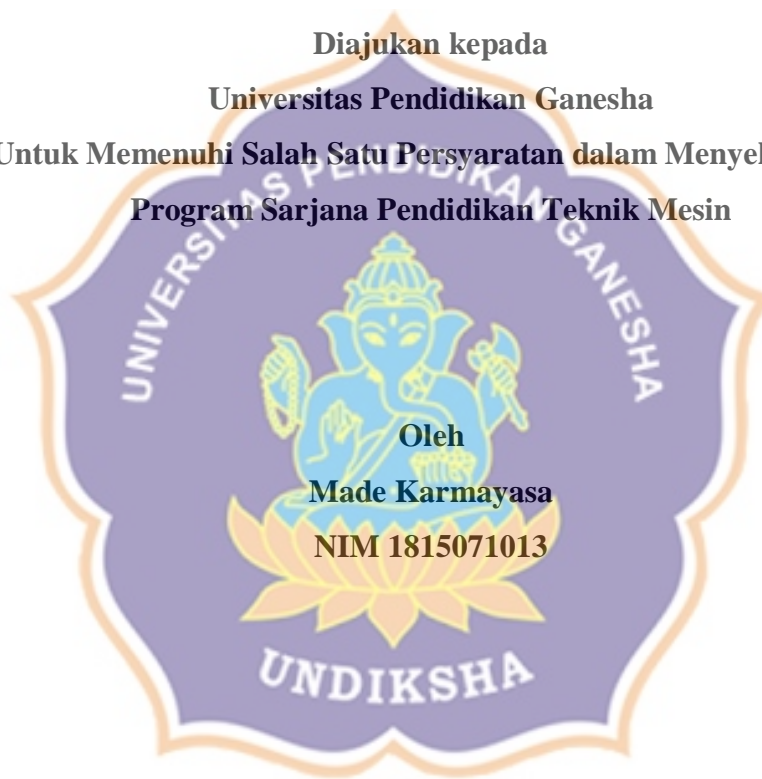 Diajukan kepada
Universitas Pendidikan Ganesha
Untuk Memenuhi Salah Satu Persyaratan dalam
Program Sarjana Pendidikan Teknik Mesin
UNIVERSITAS PENDIDIKAN GANESHA
Oleh
Made Karmayasa
NIM 1815071013
UNDIKSHA